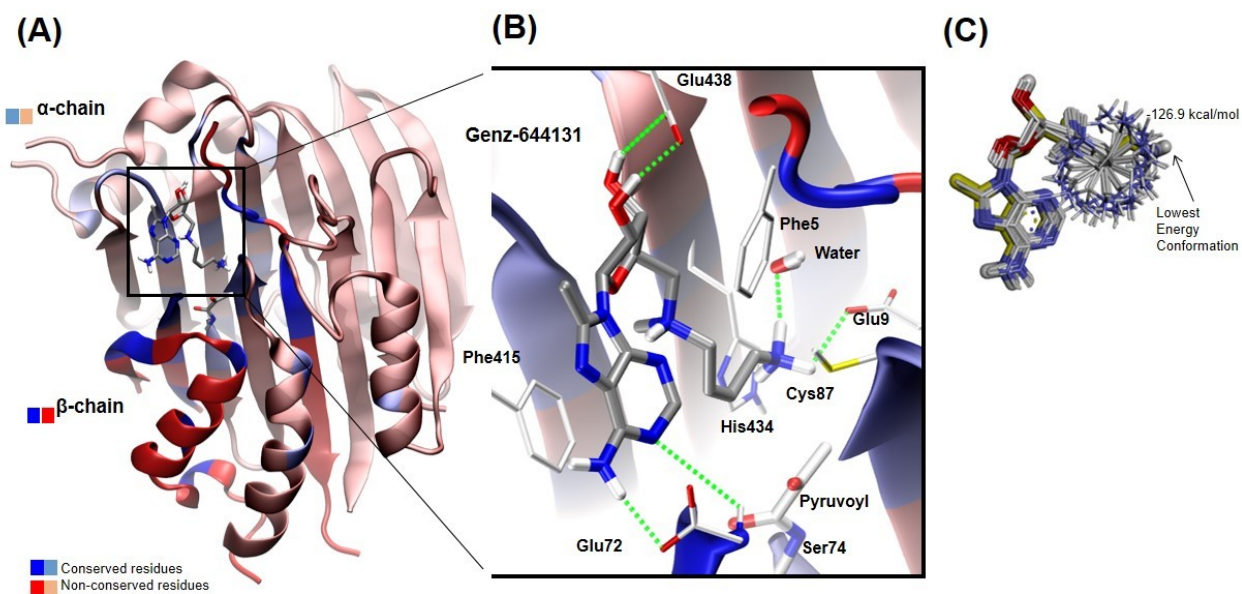 (A)
α-chain
β-chain
Conserved residues
Non-conserved residues
(B)
Glu438
Genz-644131
Phe5
Water
Glu9
Phe415
Cys87
His434
Pyruvoyl
Glu72
Ser74
(C)
-126.9 kcal/mol
Lowest
Energy
Conformation